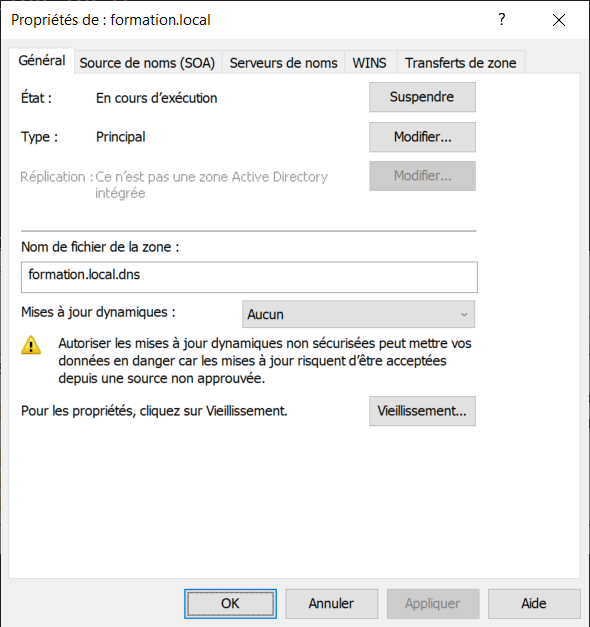 Propriétés de : formation.local
?
Général Source de noms (SOA) Serveurs de noms WINS Transferts de zone
État : En cours d’exécution Suspendre
Type : Principal Modifier...
Réplication : Ce n’est pas une zone Active Directory Modifier...
intégrée
Nom de fichier de la zone :
formation.local.dns
Mises à jour dynamiques : Aucun
Autoriser les mises à jour dynamiques non sécurisées peut mettre vos
données en danger car les mises à jour risquent d’être acceptées
depuis une source non approuvée.
Pour les propriétés, cliquez sur Vieillissement. Vieillissement...
OK Annuler Appliquer Aide